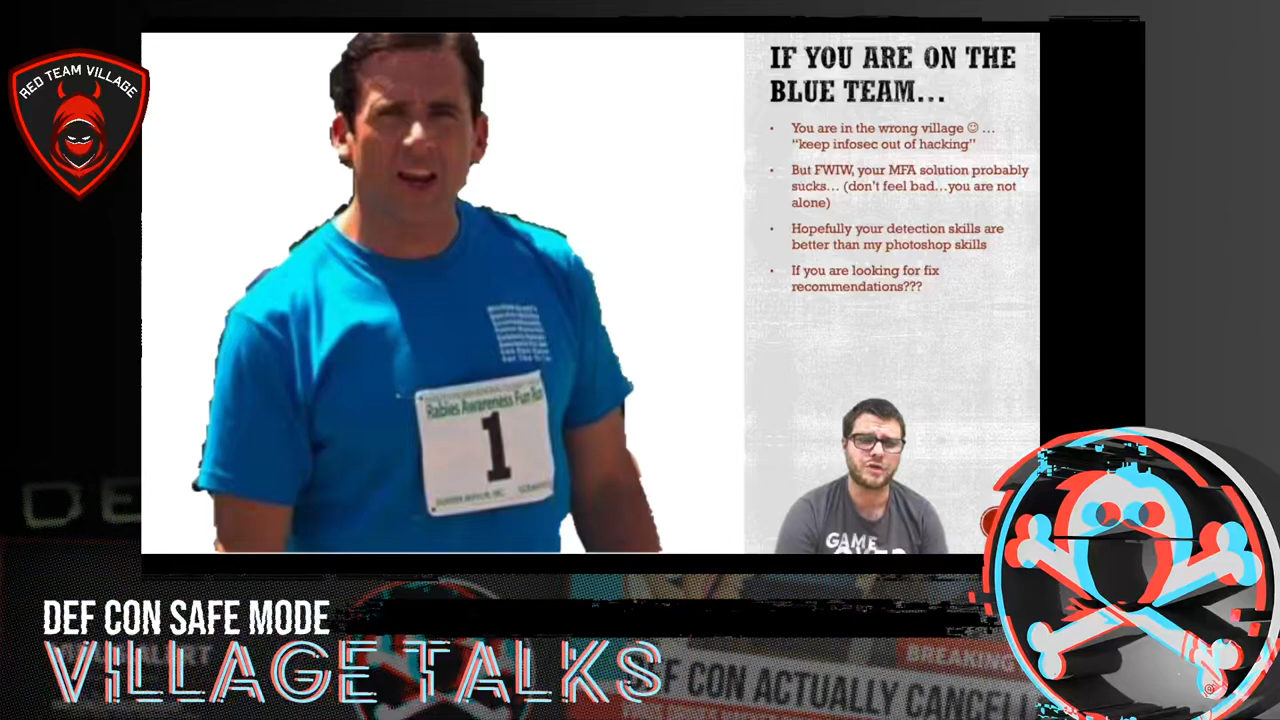 RED TEAM VILLAGE
IF YOU ARE ON THE
BLUE TEAM...
• You are in the wrong village ☺ ...
"keep infosec out of hacking"
• But FWIW, your MFA solution probably
sucks... (don't feel bad...you are not
alone)
• Hopefully your detection skills are
better than my photoshop skills
• If you are looking for fix
recommendations???
Rabies Awareness Fun Run
1
GAME
DE
DEF CON SAFE MODE
VILLAGE TALKS
BREAKING
DEF CON ACTUALLY CANCELL